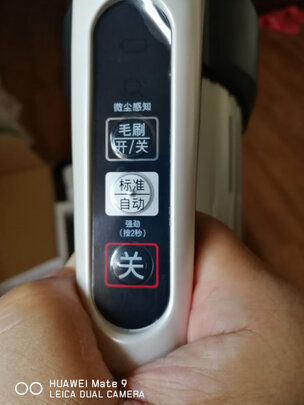 微尘感知
毛刷
开/关
标准
自动
强劲
(按2秒)
关
HUAWEI Mate 9
LEICA DUAL CAMERA